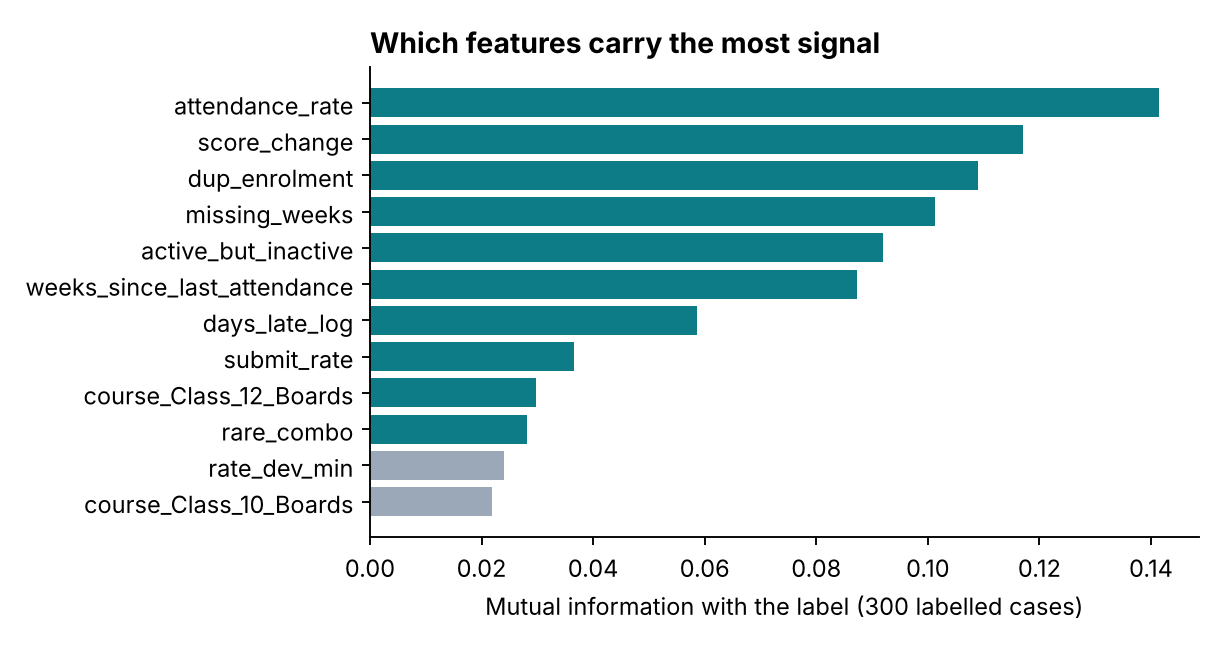 Which features carry the most signal
attendance_rate
score_change
dup_enrolment
missing_weeks
active_but_inactive
weeks_since_last_attendance
days_late_log
submit_rate
course_Class_12_Boards
rare_combo
rate_dev_min
course_Class_10_Boards
0.00 0.02 0.04 0.06 0.08 0.10 0.12 0.14
Mutual information with the label (300 labelled cases)